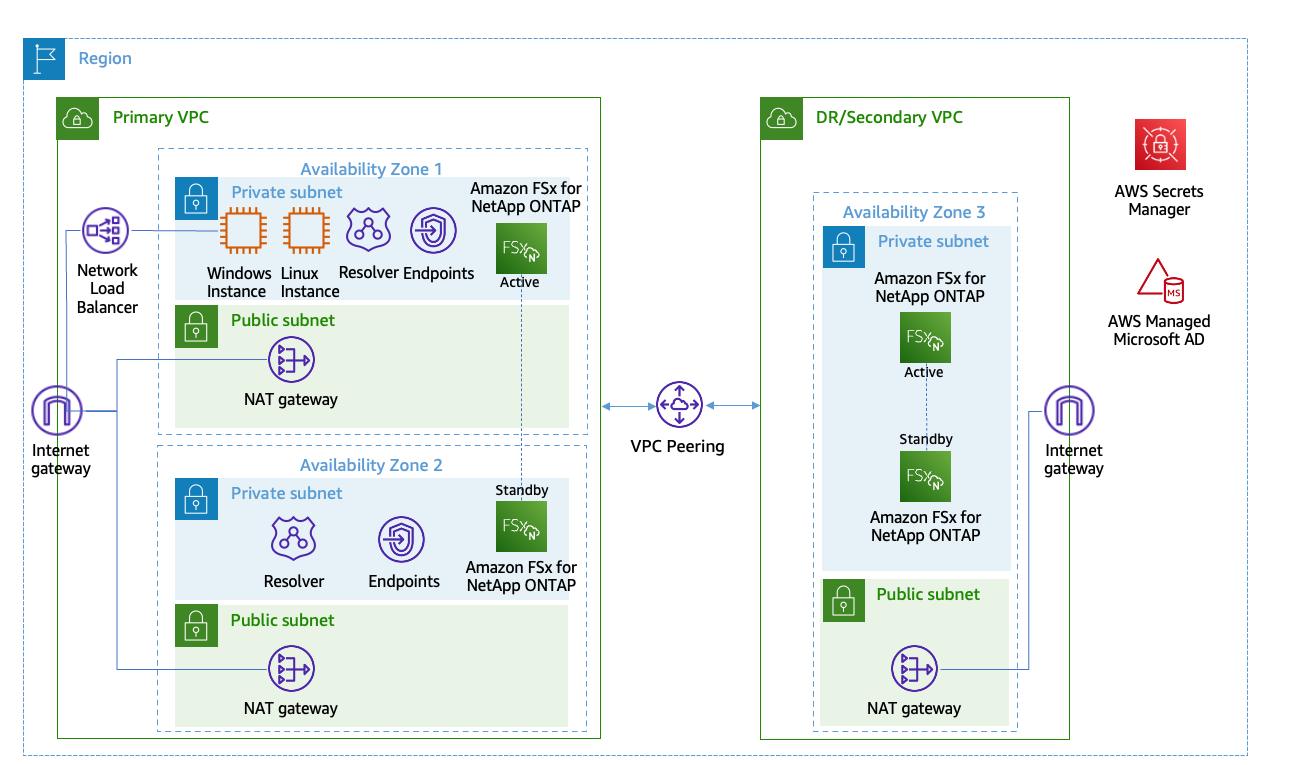 Region
Primary VPC
Availability Zone 1
Private subnet
Amazon FSx for
NetApp ONTAP
FSx
N
Active
Windows
Instance
Linux
Instance
Resolver
Endpoints
Network
Load
Balancer
Public subnet
NAT gateway
Internet
gateway
Availability Zone 2
Private subnet
Resolver
Endpoints
Standby
FSx
N
Amazon FSx for
NetApp ONTAP
Public subnet
NAT gateway
VPC Peering
DR/Secondary VPC
Availability Zone 3
Private subnet
Amazon FSx for
NetApp ONTAP
FSx
N
Active
Standby
FSx
N
Amazon FSx for
NetApp ONTAP
Public subnet
NAT gateway
Internet
gateway
AWS Secrets
Manager
MS
AWS Managed
Microsoft AD